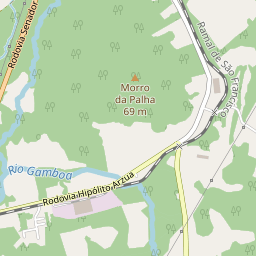 Rodovia Senador
Ramal de São Francisco
Morro
da Palha
69 m
Rio Gamboa
Rodovia Hipólito Arzua